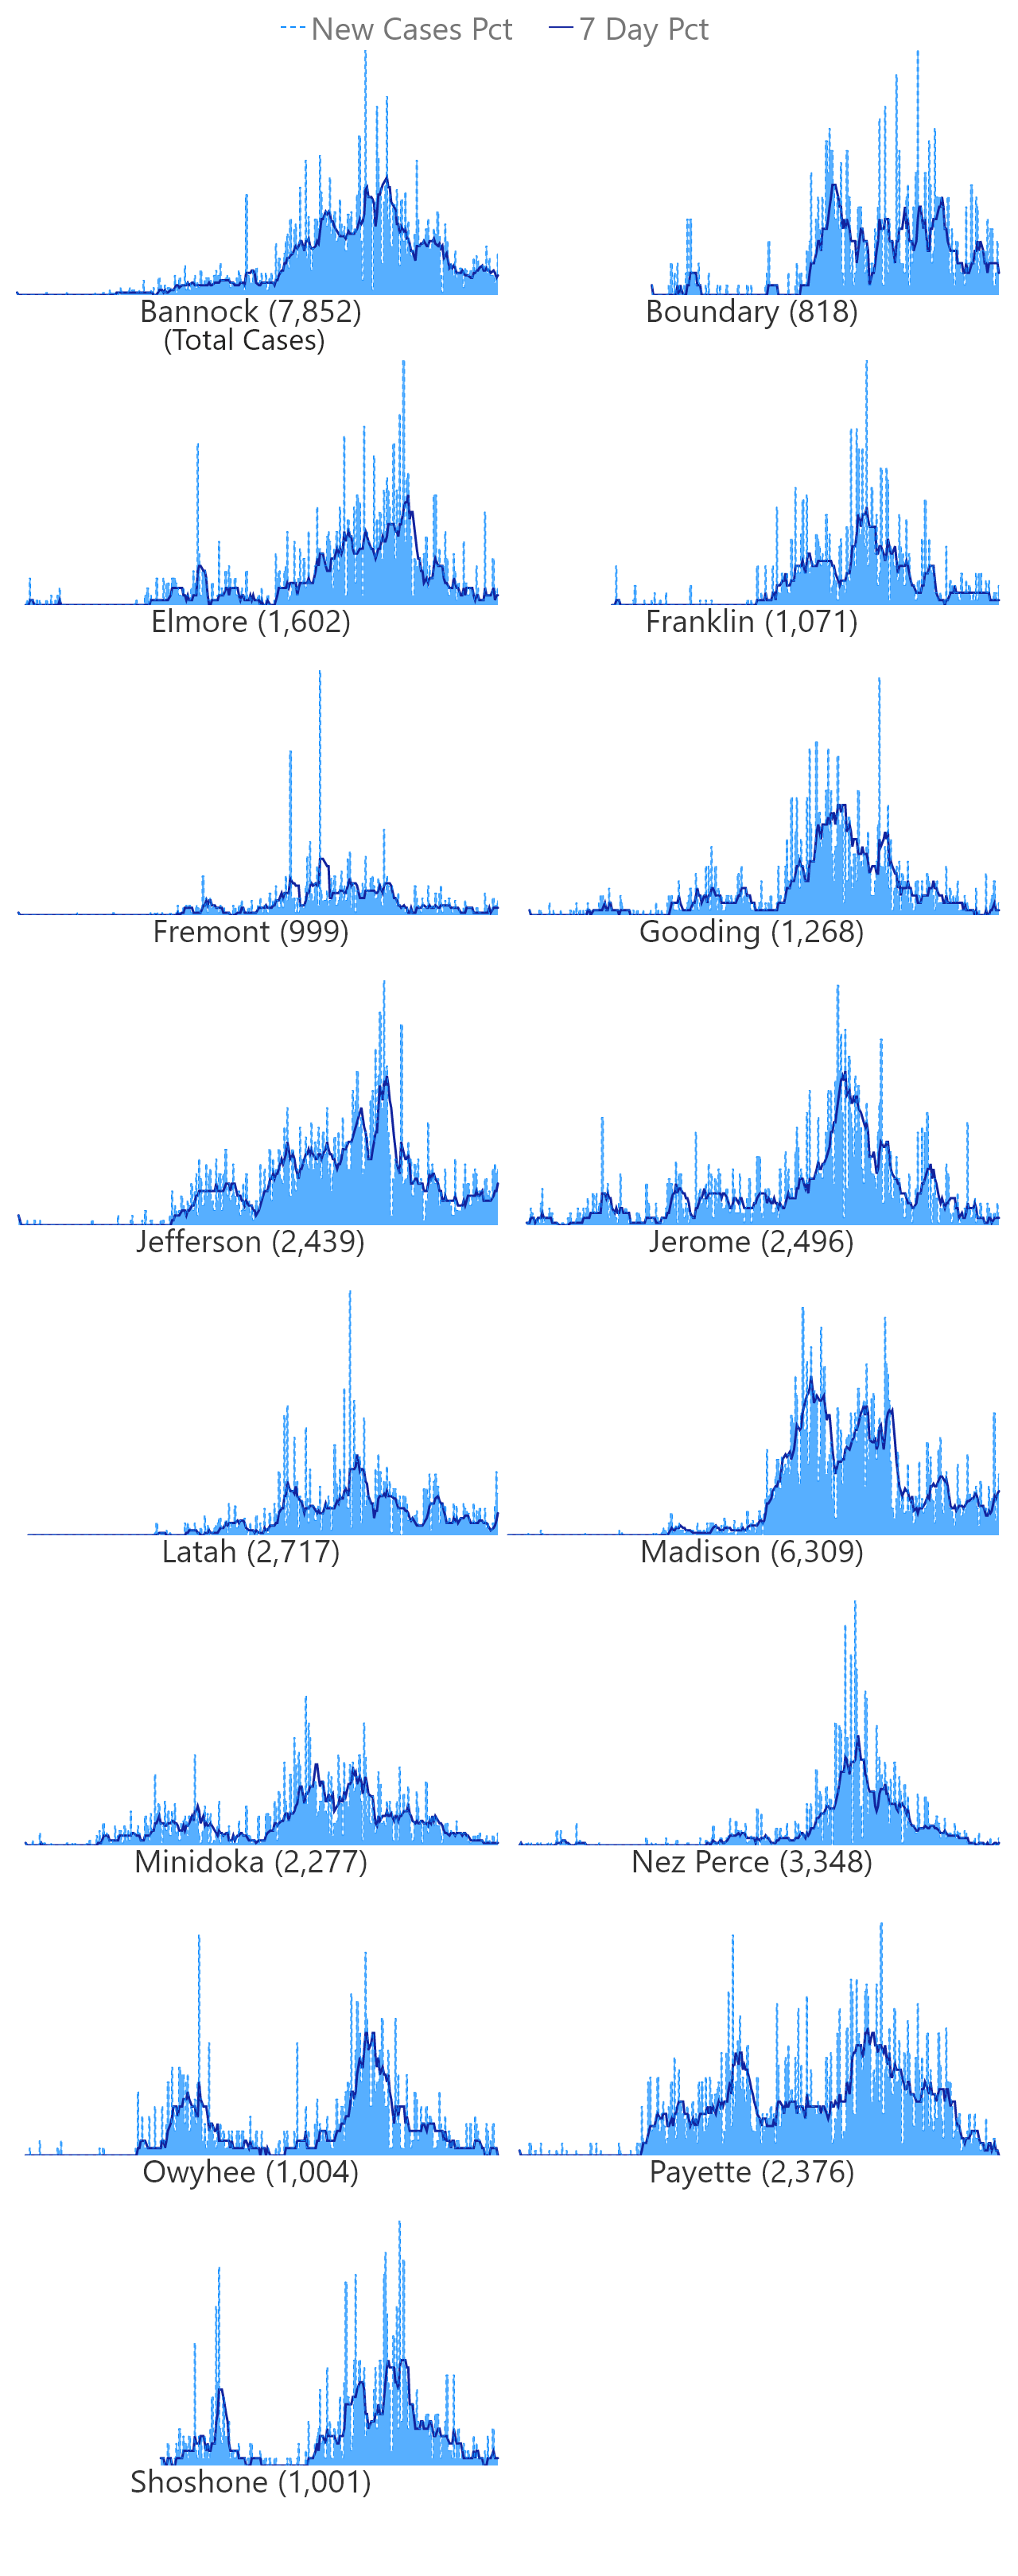 New Cases Pct 7 Day Pct
Bannock (7,852) Boundary (818)
(Total Cases)
Elmore (1,602) Franklin (1,071)
Fremont (999) Gooding (1,268)
Jefferson (2,439) Jerome (2,496)
Latah (2,717) Madison (6,309)
Minidoka (2,277) Nez Perce (3,348)
Owyhee (1,004) Payette (2,376)
Shoshone (1,001)